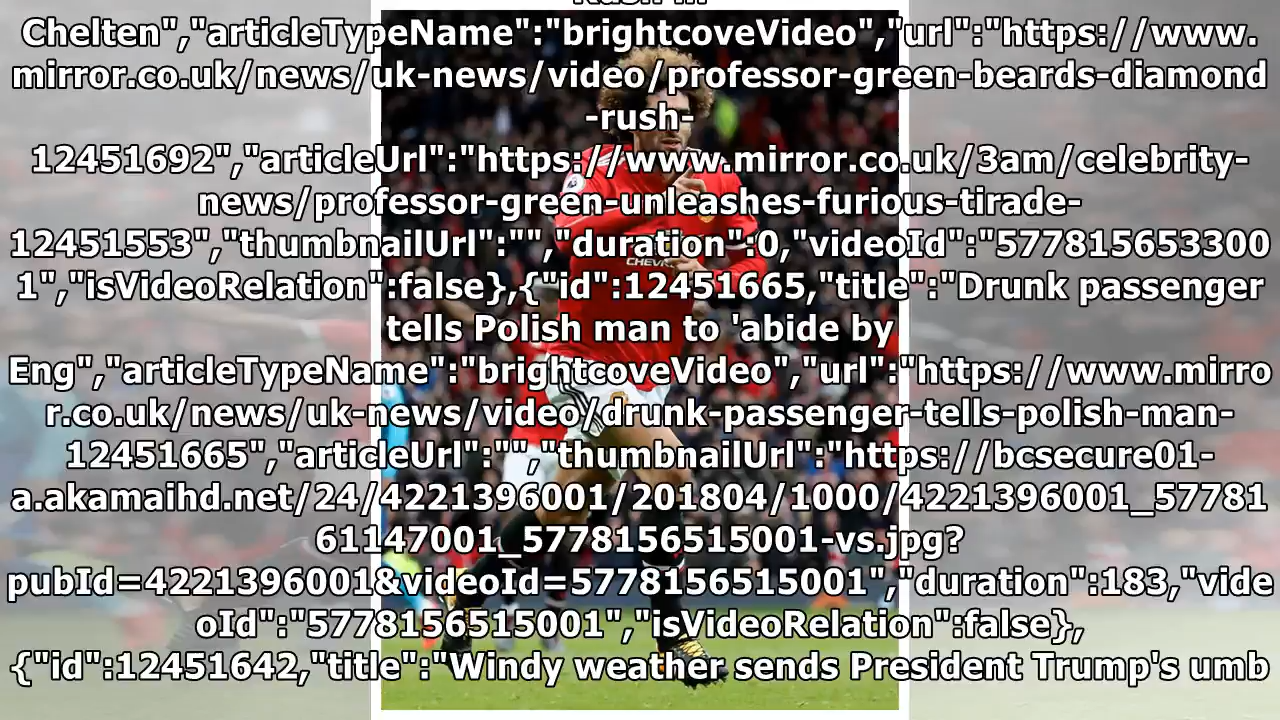 Chelten","articleTypeName":"brightcoveVideo","url":"https://www.
mirror.co.uk/news/uk-news/video/professor-green-beards-diamond
-rush-
12451692","articleUrl":"https://www.mirror.co.uk/3am/celebrity-
news/professor-green-unleashes-furious-tirade-
12451553","thumbnailUrl":"","duration":0,"videoId":"577815653300
1","isVideoRelation":false},{"id":12451665,"title":"Drunk passenger
tells Polish man to 'abide by
Eng","articleTypeName":"brightcoveVideo","url":"https://www.mirro
r.co.uk/news/uk-news/video/drunk-passenger-tells-polish-man-
12451665","articleUrl":"","thumbnailUrl":"https://bcsecure01-
a.akamaihd.net/24/4221396001/201804/1000/4221396001_57781
61147001_5778156515001-vs.jpg?
pubId=4221396001&videoId=5778156515001","duration":183,"vide
oId":"5778156515001","isVideoRelation":false},
{"id":12451642,"title":"Windy weather sends President Trump's umb